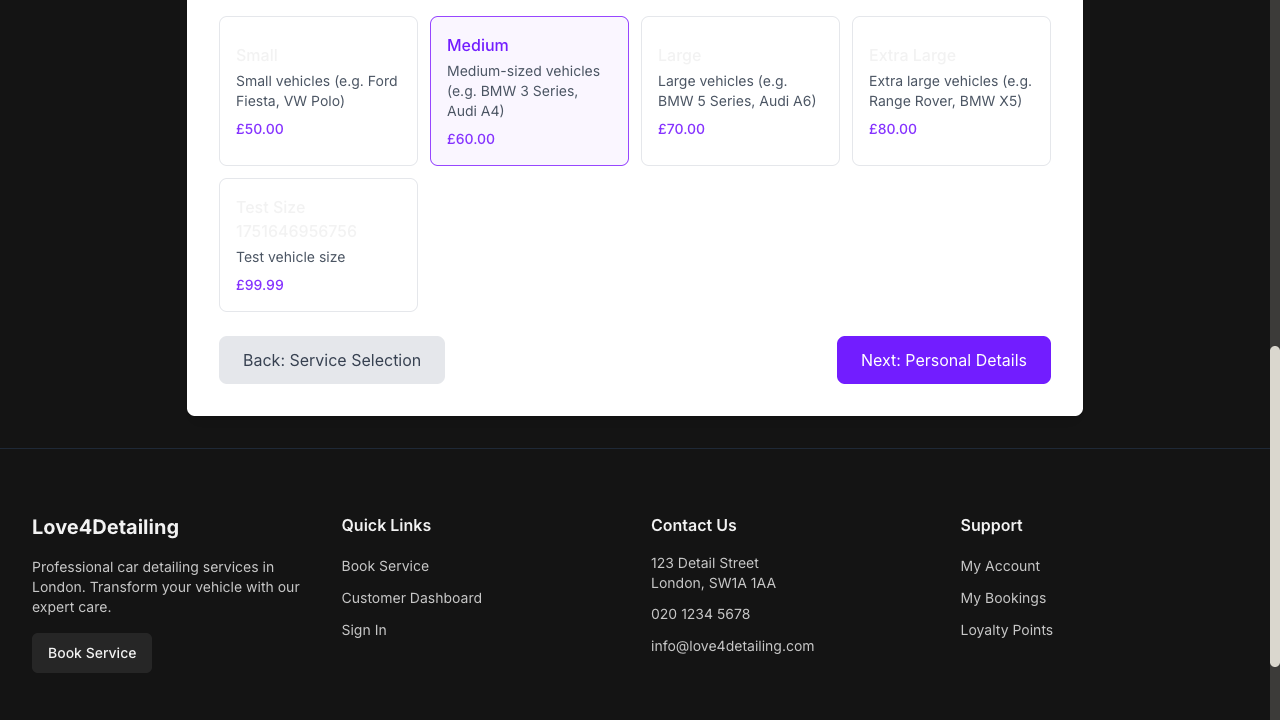 Small
Small vehicles (e.g. Ford
Fiesta, VW Polo)
£50.00
Medium
Medium-sized vehicles
(e.g. BMW 3 Series,
Audi A4)
£60.00
Large
Large vehicles (e.g.
BMW 5 Series, Audi A6)
£70.00
Extra Large
Extra large vehicles (e.g.
Range Rover, BMW X5)
£80.00
Test Size
1751646956756
Test vehicle size
£99.99
Back: Service Selection
Next: Personal Details
Love4Detailing
Professional car detailing services in
London. Transform your vehicle with our
expert care.
Book Service
Quick Links
Book Service
Customer Dashboard
Sign In
Contact Us
123 Detail Street
London, SW1A 1AA
020 1234 5678
info@love4detailing.com
Support
My Account
My Bookings
Loyalty Points